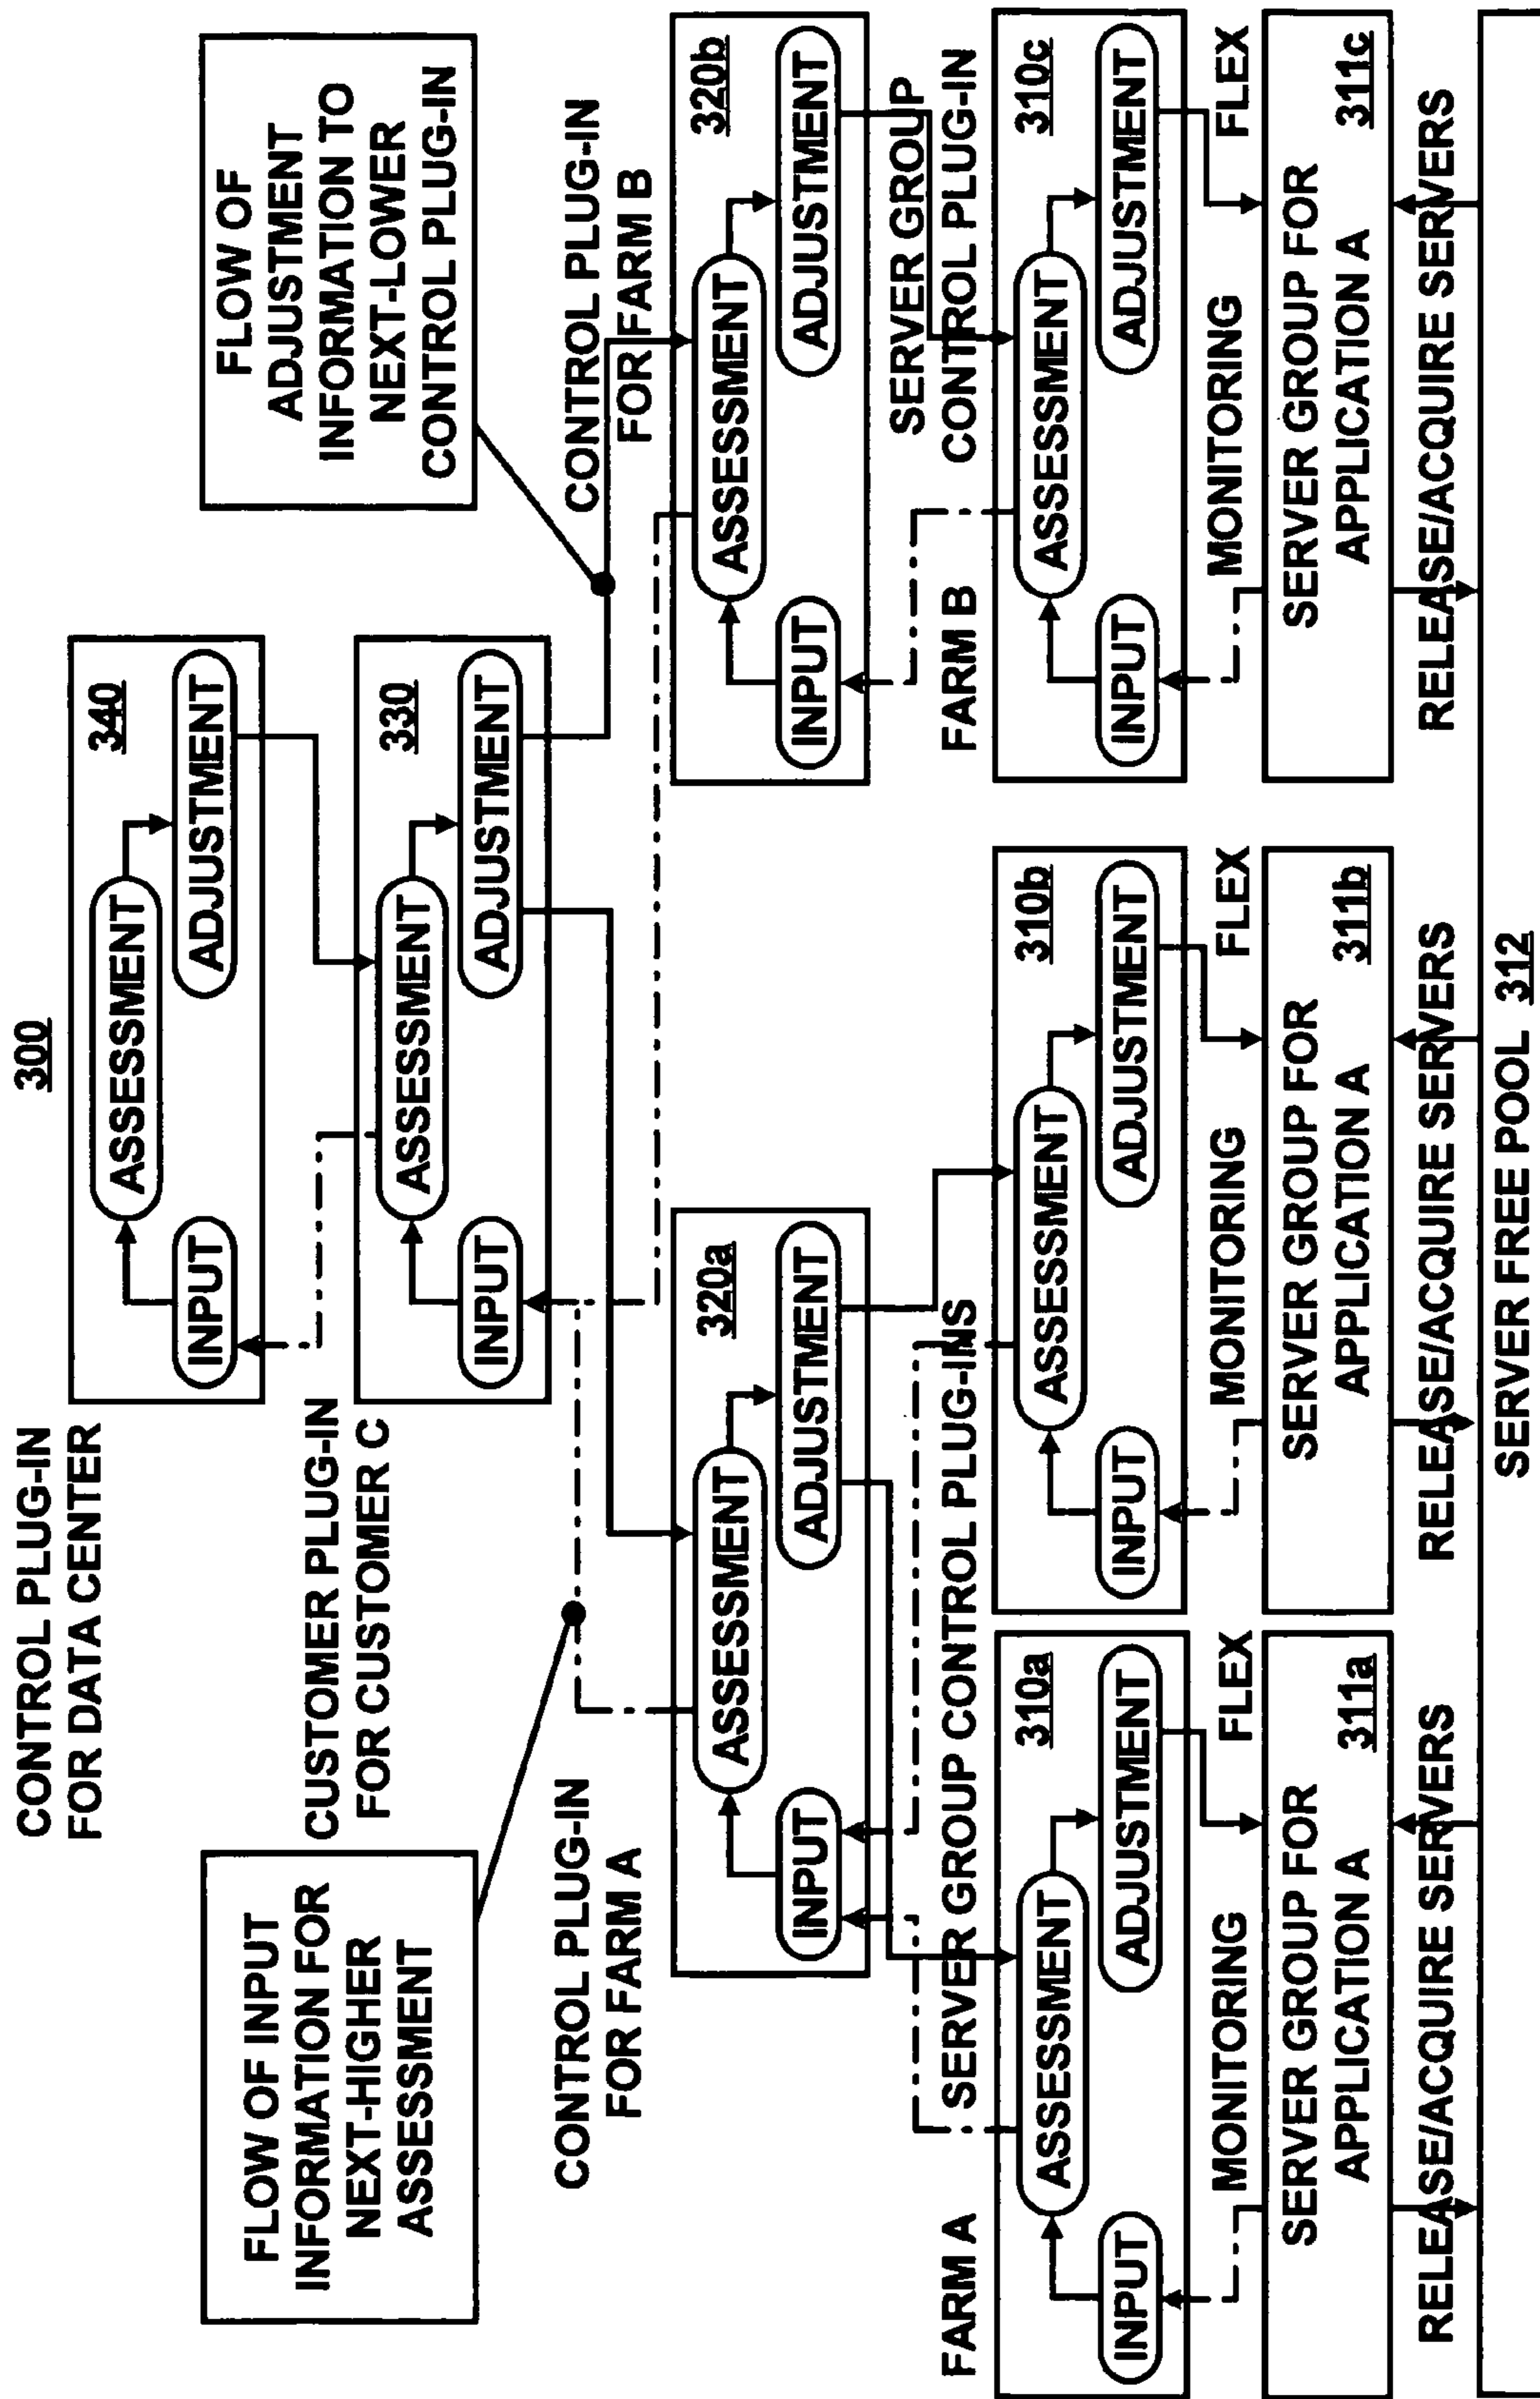 300
CONTROL PLUG-IN
FOR DATA CENTER
340
INPUT
ASSESSMENT
ADJUSTMENT
FLOW OF INPUT
INFORMATION FOR
NEXT-HIGHER
ASSESSMENT
CUSTOMER PLUG-IN
FOR CUSTOMER C
330
INPUT
ASSESSMENT
ADJUSTMENT
FLOW OF
ADJUSTMENT
INFORMATION TO
NEXT-LOWER
CONTROL PLUG-IN
CONTROL PLUG-IN
FOR FARM A
320a
INPUT
ASSESSMENT
ADJUSTMENT
CONTROL PLUG-IN
FOR FARM B
320b
INPUT
ASSESSMENT
ADJUSTMENT
FARM A
SERVER GROUP CONTROL PLUG-INS
310a
INPUT
ASSESSMENT
ADJUSTMENT
310b
INPUT
ASSESSMENT
ADJUSTMENT
FARM B
SERVER GROUP
CONTROL PLUG-IN
310c
INPUT
ASSESSMENT
ADJUSTMENT
MONITORING
FLEX
MONITORING
FLEX
MONITORING
FLEX
SERVER GROUP FOR
APPLICATION A
311a
SERVER GROUP FOR
APPLICATION A
311b
SERVER GROUP FOR
APPLICATION A
311c
RELEASE/ACQUIRE SERVERS
RELEASE/ACQUIRE SERVERS
RELEASE/ACQUIRE SERVERS
SERVER FREE POOL 312